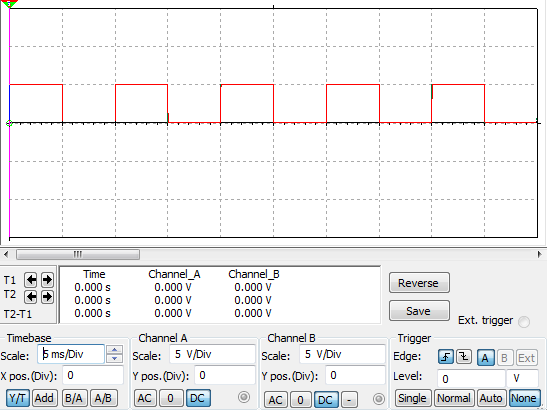 Time Channel_A Channel_B
T1 0.000 s 0.000 V 0.000 V
T2 0.000 s 0.000 V 0.000 V
T2-T1 0.000 s 0.000 V 0.000 V
Reverse
Save
Ext. trigger
Timebase Channel A Channel B Trigger
Scale: 5 ms/Div Scale: 5 V/Div Scale: 5 V/Div Edge: A B Ext
X pos.(Div): 0 Y pos.(Div): 0 Y pos.(Div): 0 Level: 0 V
Y/T Add B/A A/B AC 0 DC AC 0 DC - Single Normal Auto None